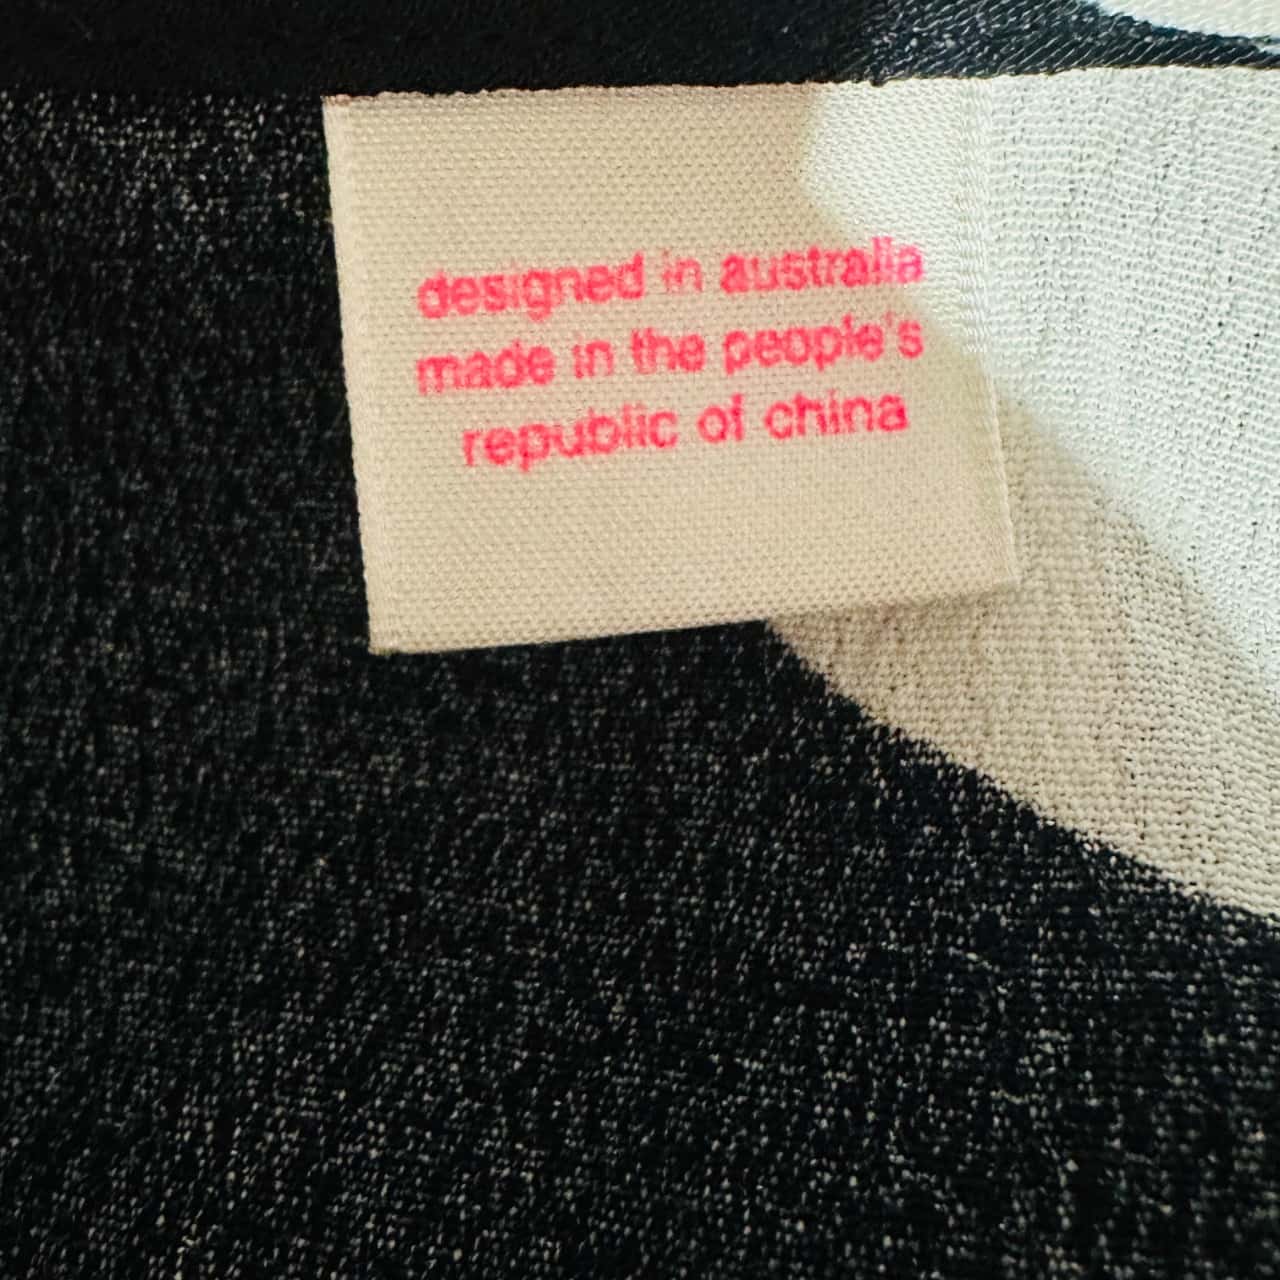 designed in australia
made in the people's
republic of china